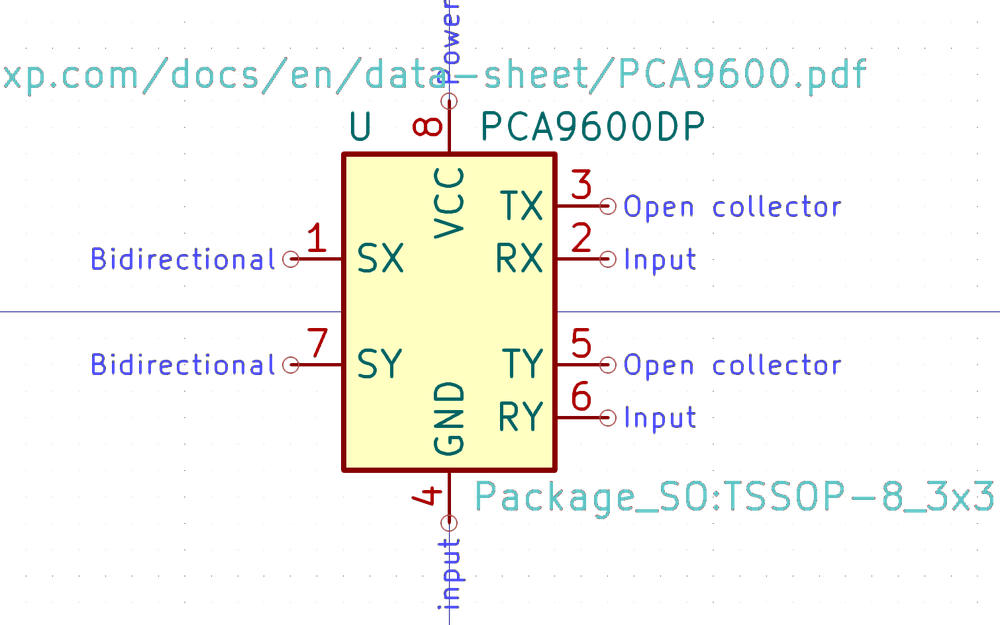 Power
xp.com/docs/en/data-sheet/PCA9600.pdf
U 8 PCA9600DP
VCC
TX 3 Open collector
Bidirectional 1 SX RX 2 Input
Bidirectional 7 SY TY 5 Open collector
RY 6 Input
GND
4 Package_SO:TSSOP-8_3x3
input